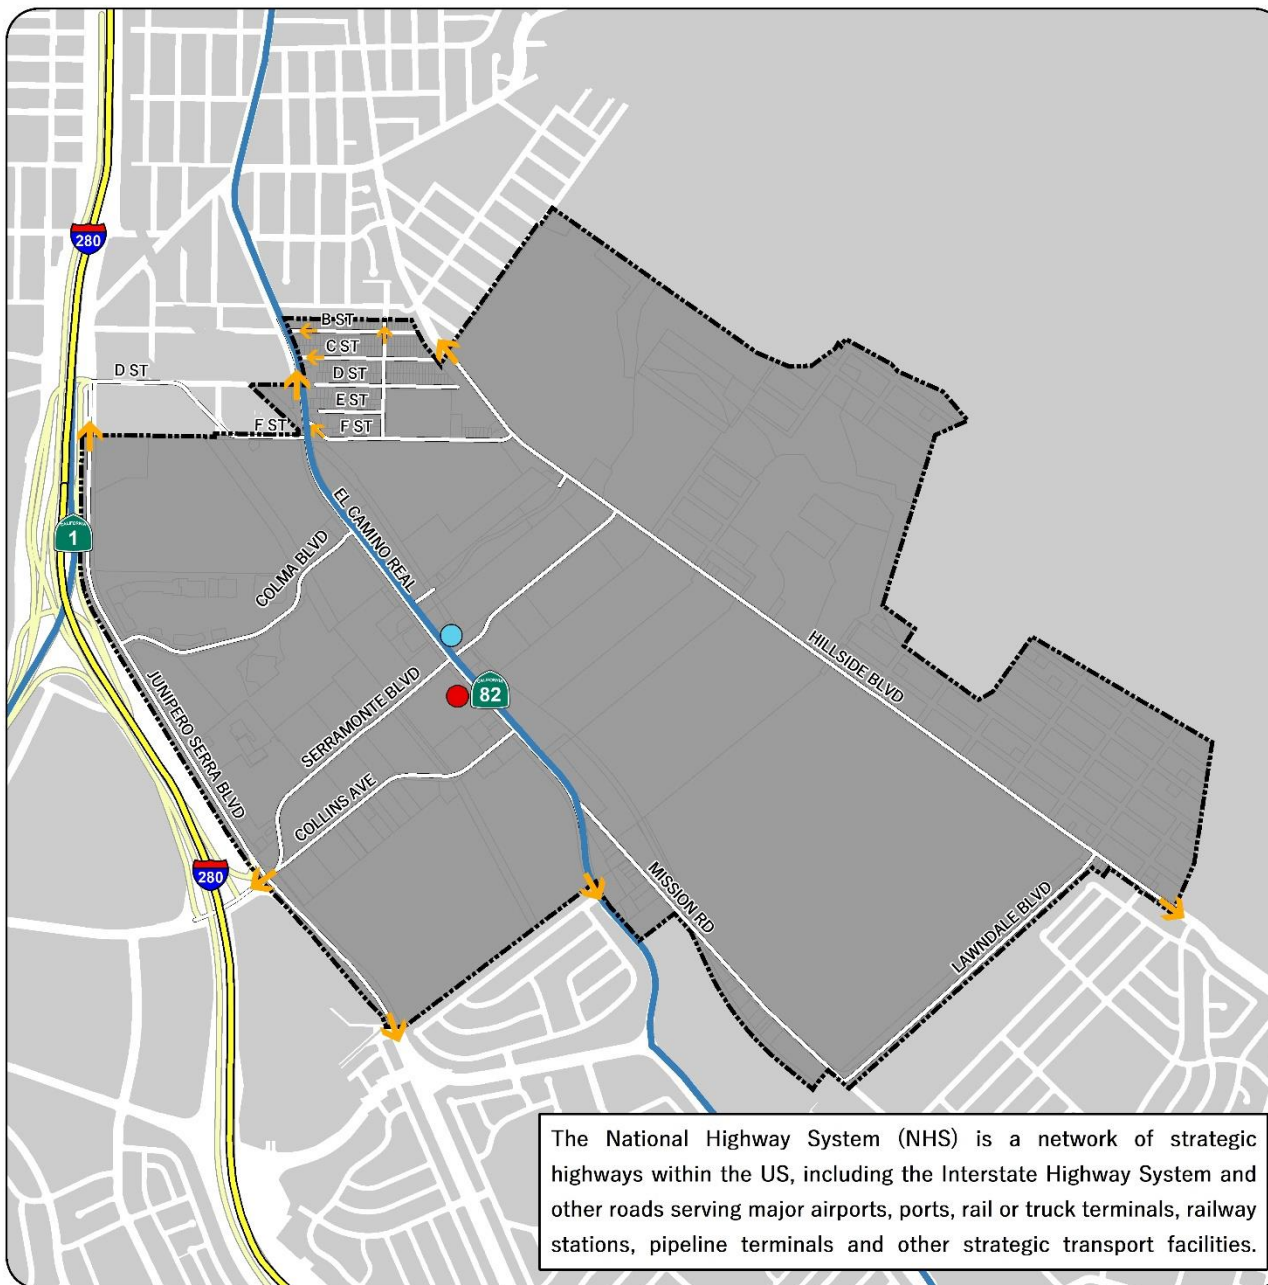 280
B ST
C ST
D ST
D ST
E ST
F ST
F ST
EL CAMINO REAL
CALIFORNIA
1
COLMA BLVD
HILLSIDE BLVD
JUNIPERO SERRA BLVD
SERRAMONTE BLVD
CALIFORNIA
82
COLLINS AVE
280
MISSION RD
LAWNDALE BLVD
The National Highway System (NHS) is a network of strategic
highways within the US, including the Interstate Highway System and
other roads serving major airports, ports, rail or truck terminals, railway
stations, pipeline terminals and other strategic transport facilities.